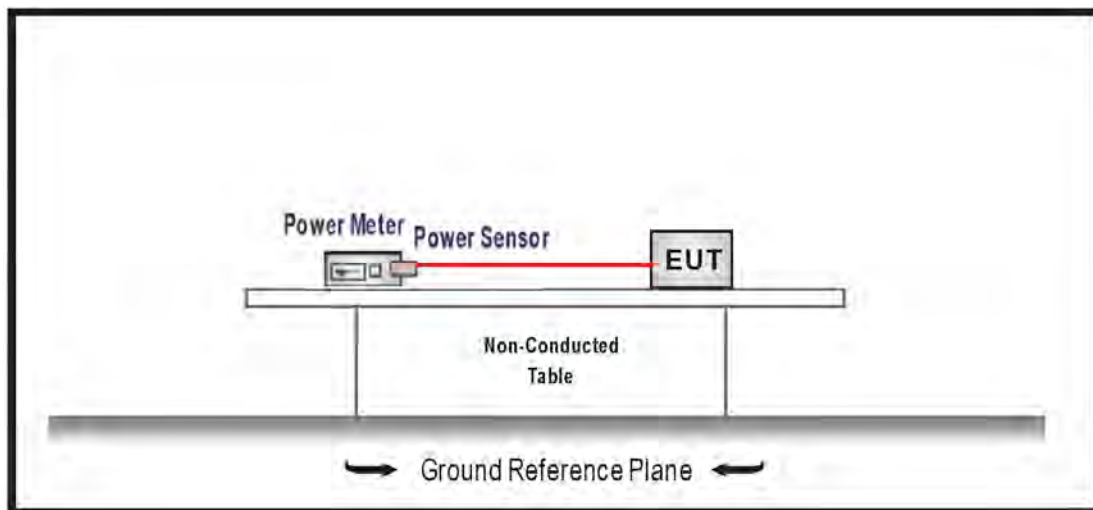 Power Meter
Power Sensor
EUT
Non-Conducted
Table
Ground Reference Plane